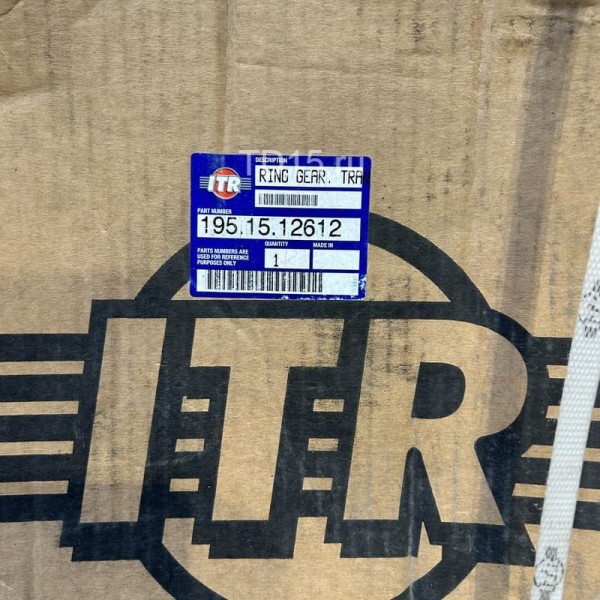 TR15.ru
DESCRIPTION
ITR
RING GEAR. TRA
PART NUMBER
195.15.12612
QUANTITY
MADE IN
PARTS NUMBERS ARE
USED FOR REFERENCE
PURPOSES ONLY
1
ITR